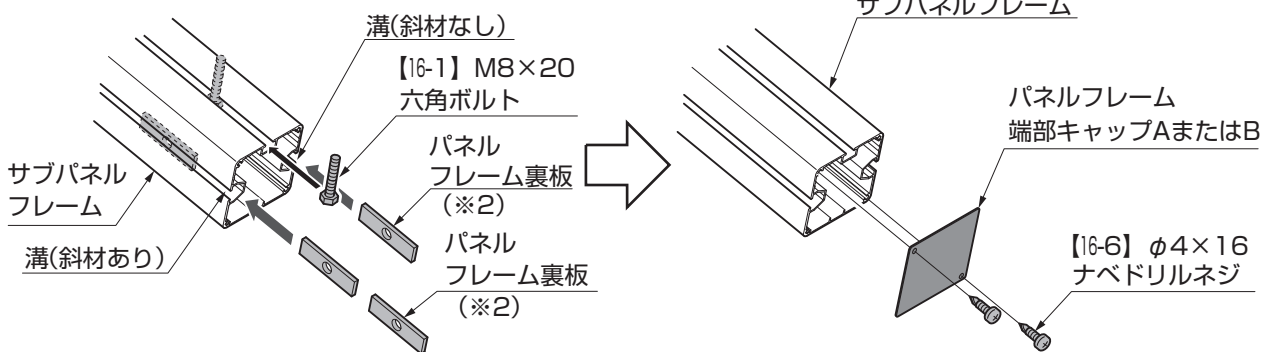 溝(斜材なし)
【16-1】M8×20
六角ボルト
パネル
フレーム裏板
(※2)
パネル
フレーム裏板
(※2)
サブパネル
フレーム
溝(斜材あり)
サブパネルフレーム
パネルフレーム
端部キャップAまたはB
【16-6】φ4×16
ナベドリルネジ